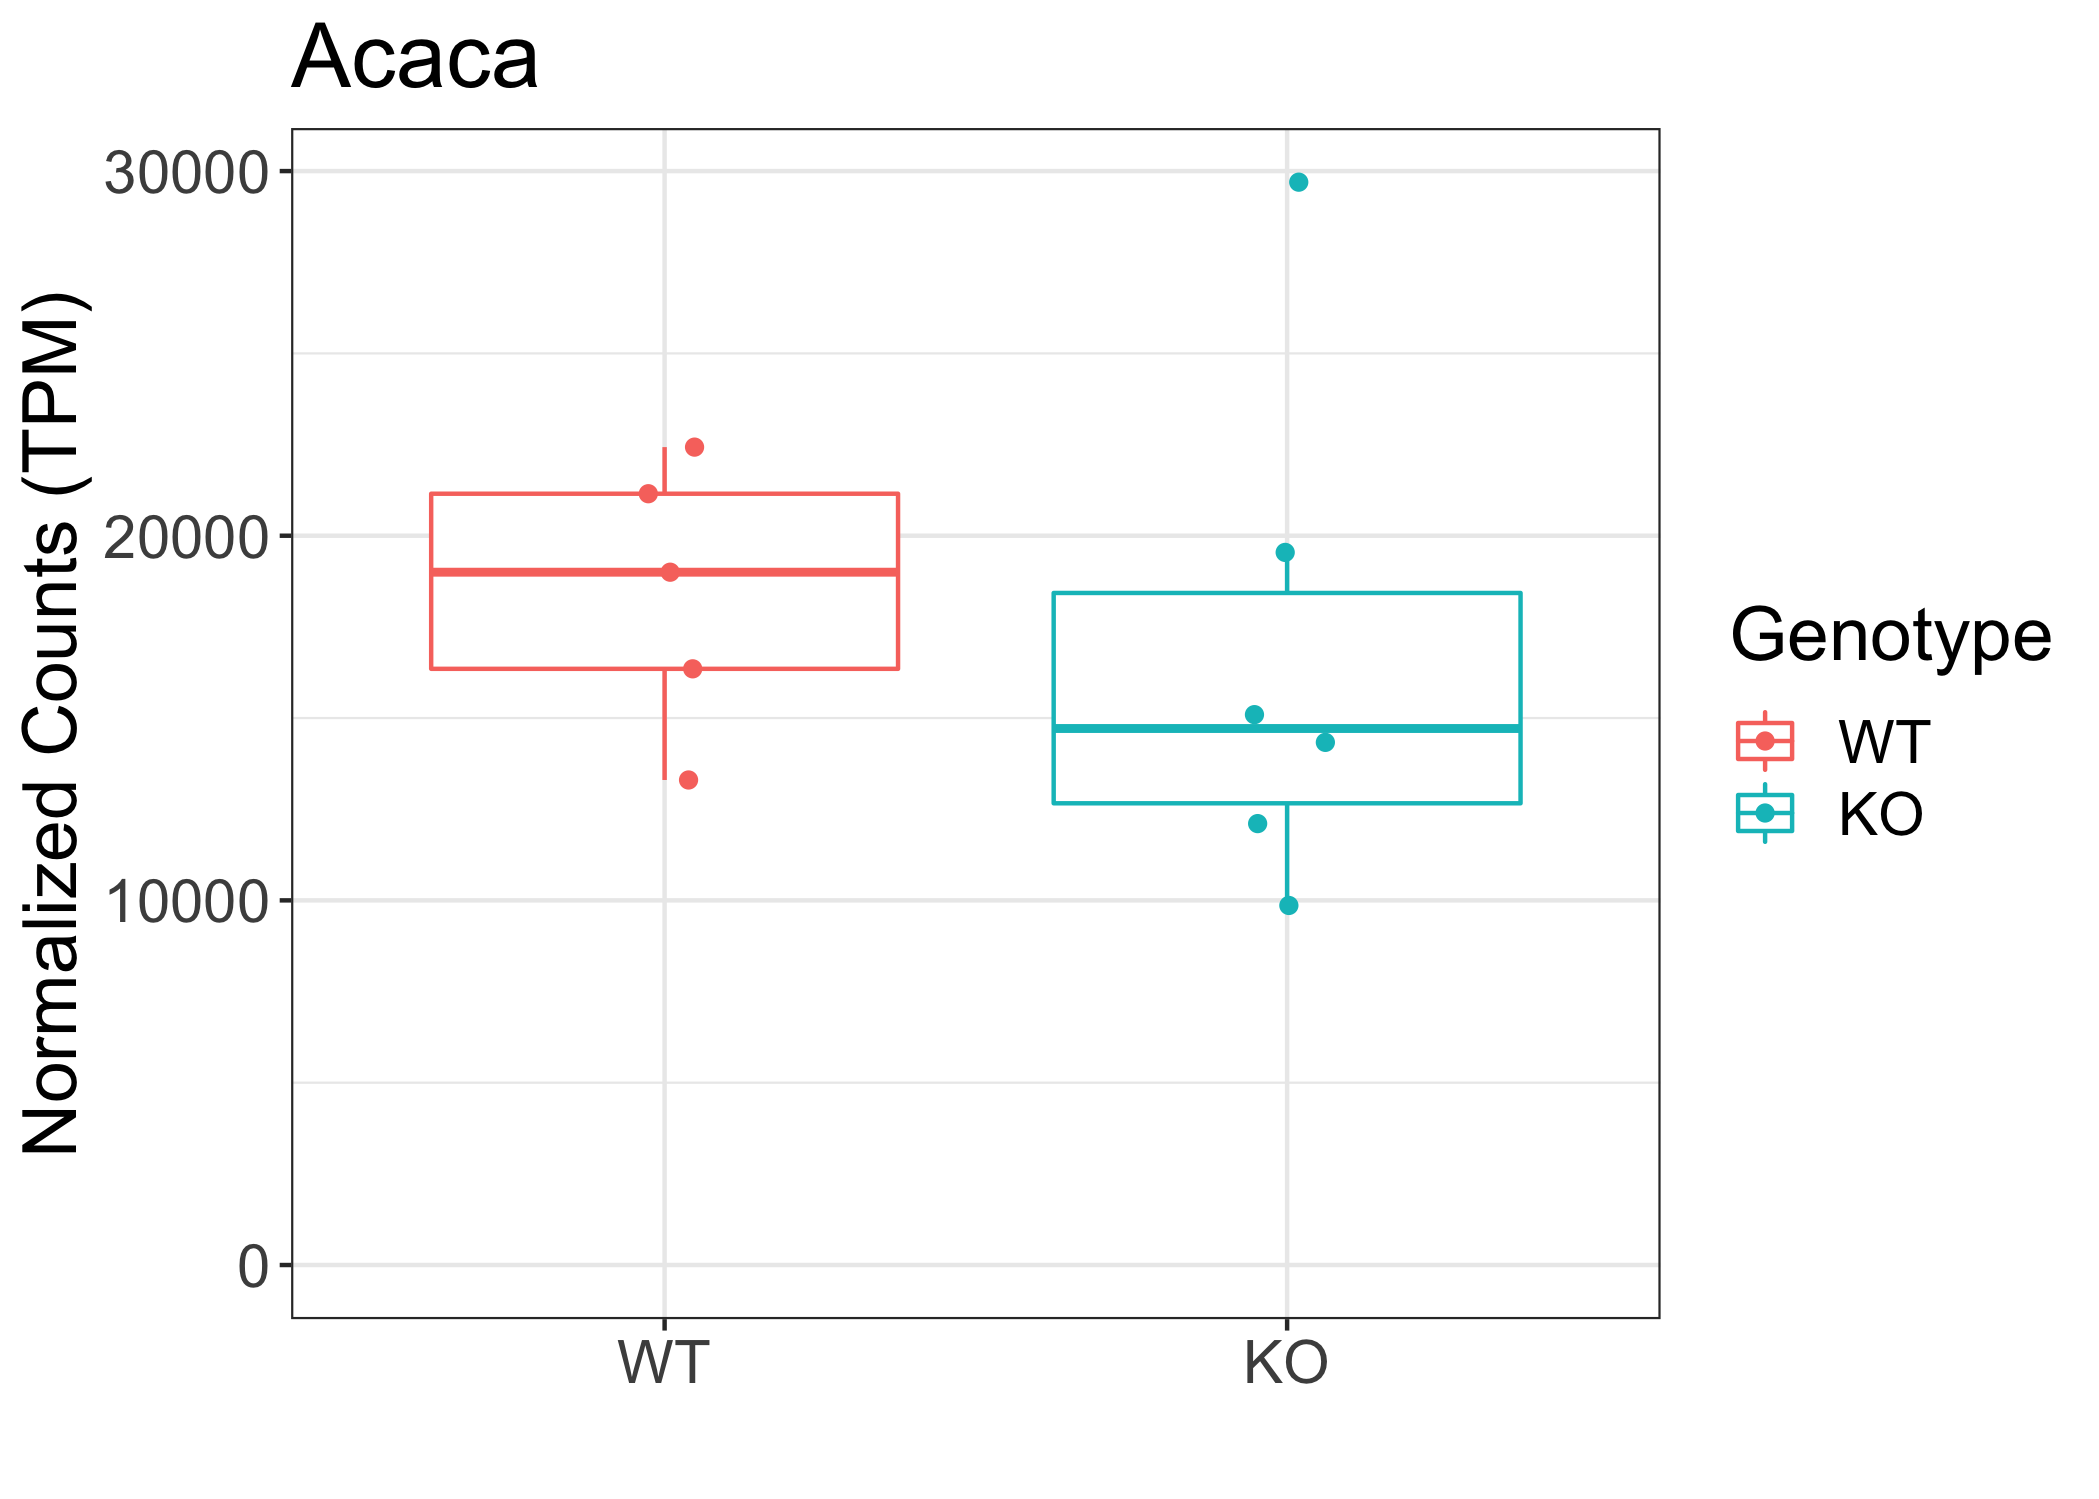 Acaca
Normalized Counts (TPM)
30000
20000
10000
0
WT
KO
Genotype
WT
KO